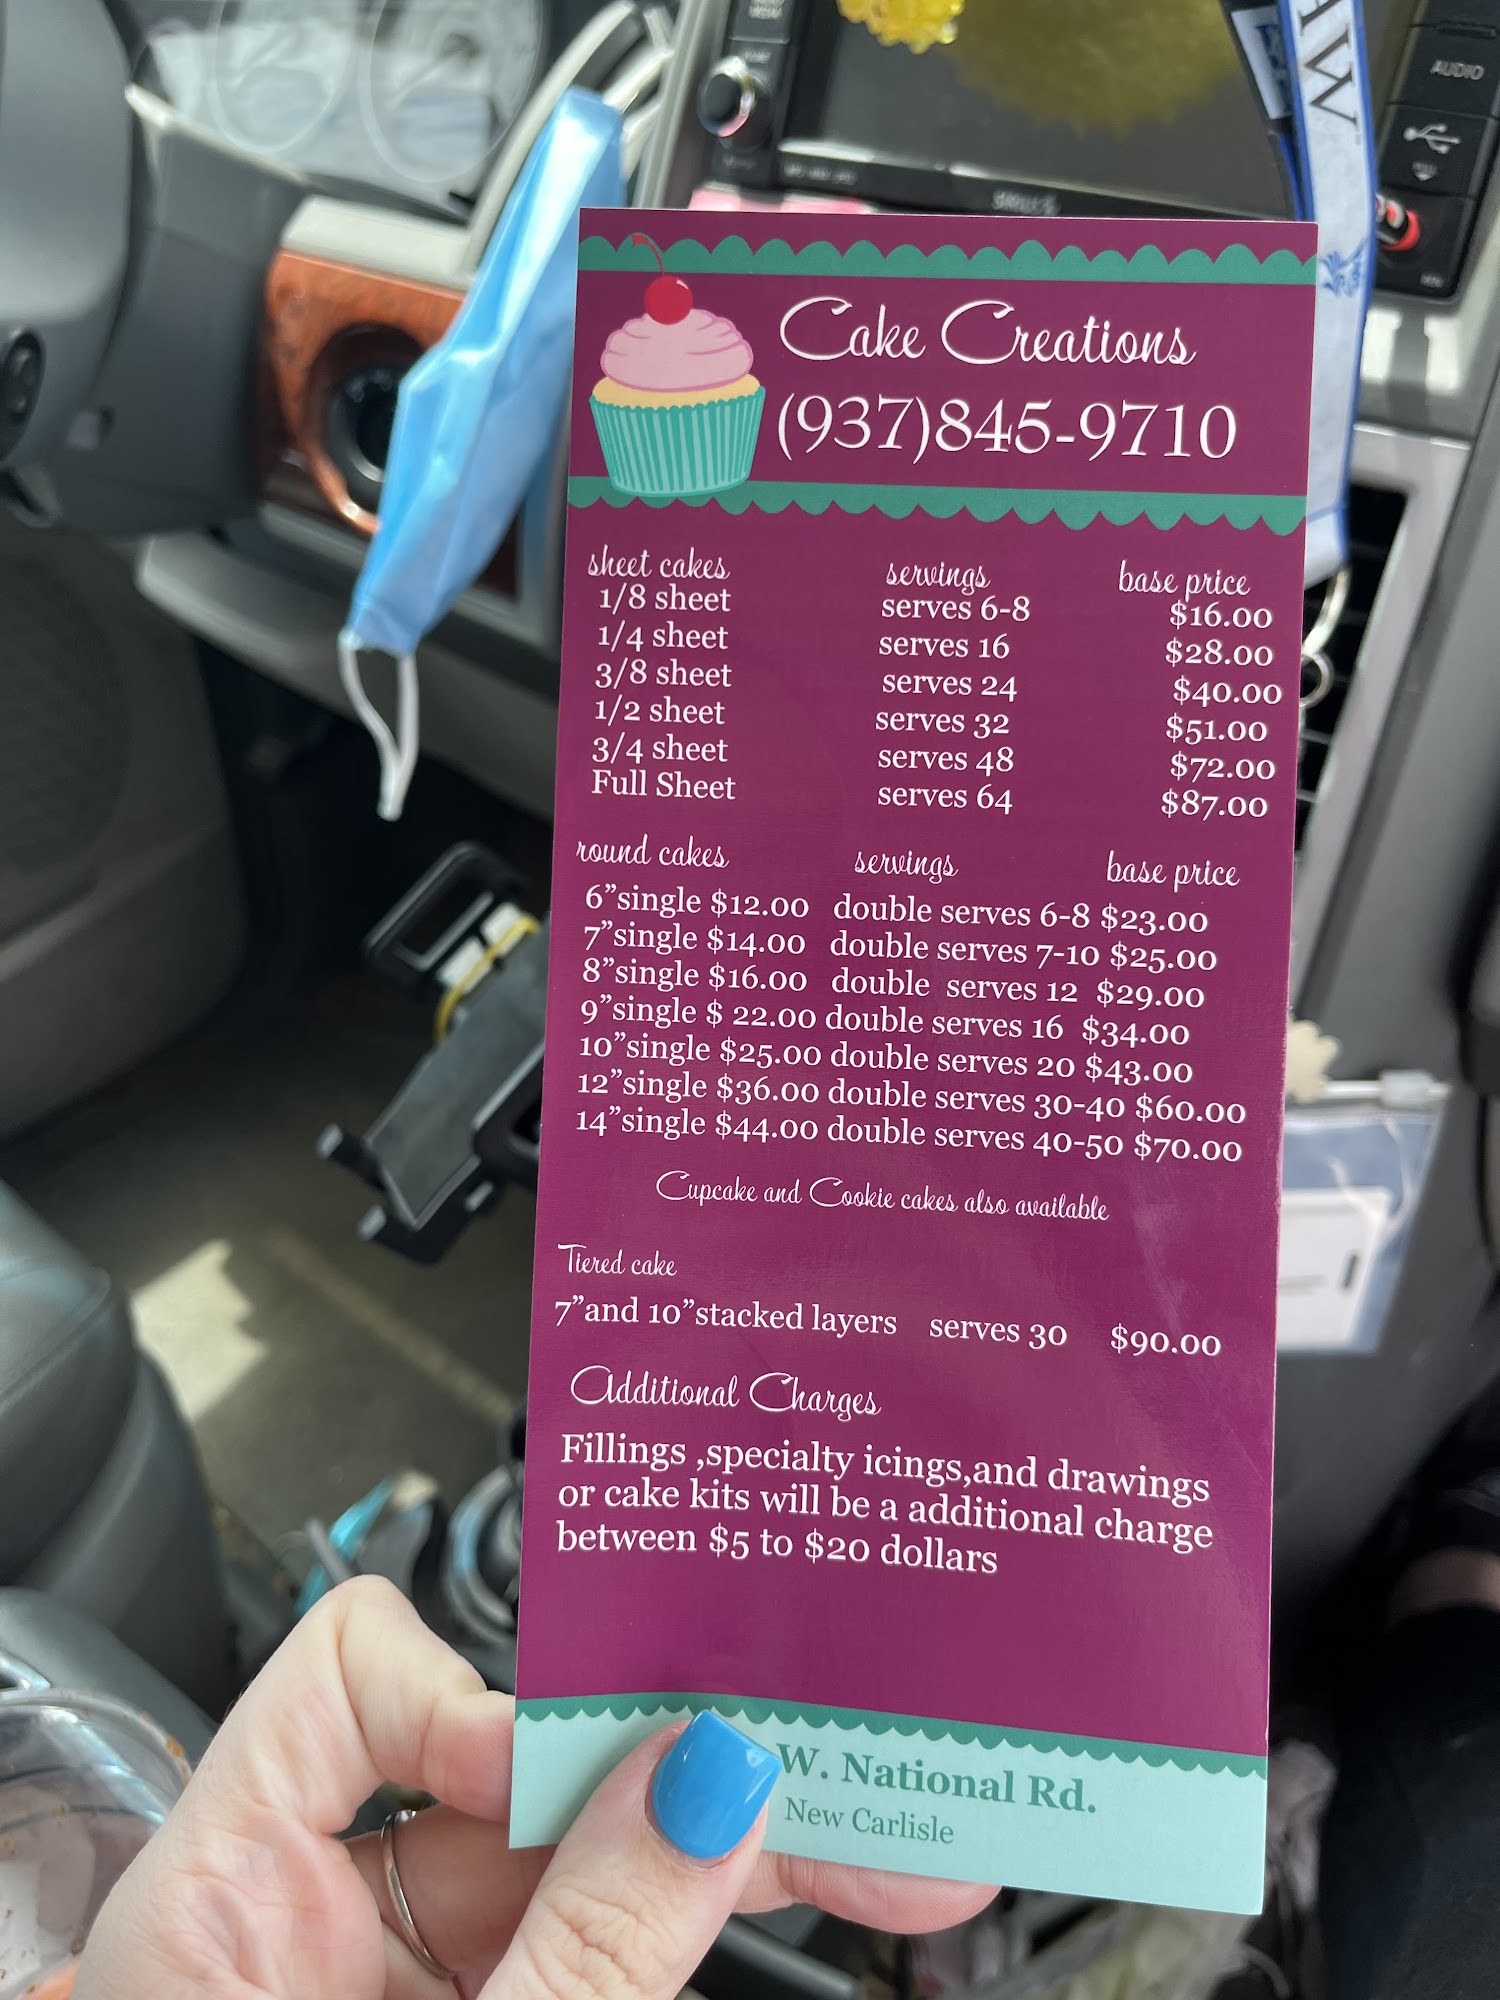 AUDIO
AW
Cake Creations
(937)845-9710
sheet cakes servings base price
1/8 sheet serves 6-8 $16.00
1/4 sheet serves 16 $28.00
3/8 sheet serves 24 $40.00
1/2 sheet serves 32 $51.00
3/4 sheet serves 48 $72.00
Full Sheet serves 64 $87.00
round cakes servings base price
6”single $12.00 double serves 6-8 $23.00
7”single $14.00 double serves 7-10 $25.00
8”single $16.00 double serves 12 $29.00
9”single $ 22.00 double serves 16 $34.00
10”single $25.00 double serves 20 $43.00
12”single $36.00 double serves 30-40 $60.00
14”single $44.00 double serves 40-50 $70.00
Cupcake and Cookie cakes also available
Tiered cake
7”and 10”stacked layers serves 30 $90.00
Additional Charges
Fillings ,specialty icings,and drawings
or cake kits will be a additional charge
between $5 to $20 dollars
W. National Rd.
New Carlisle